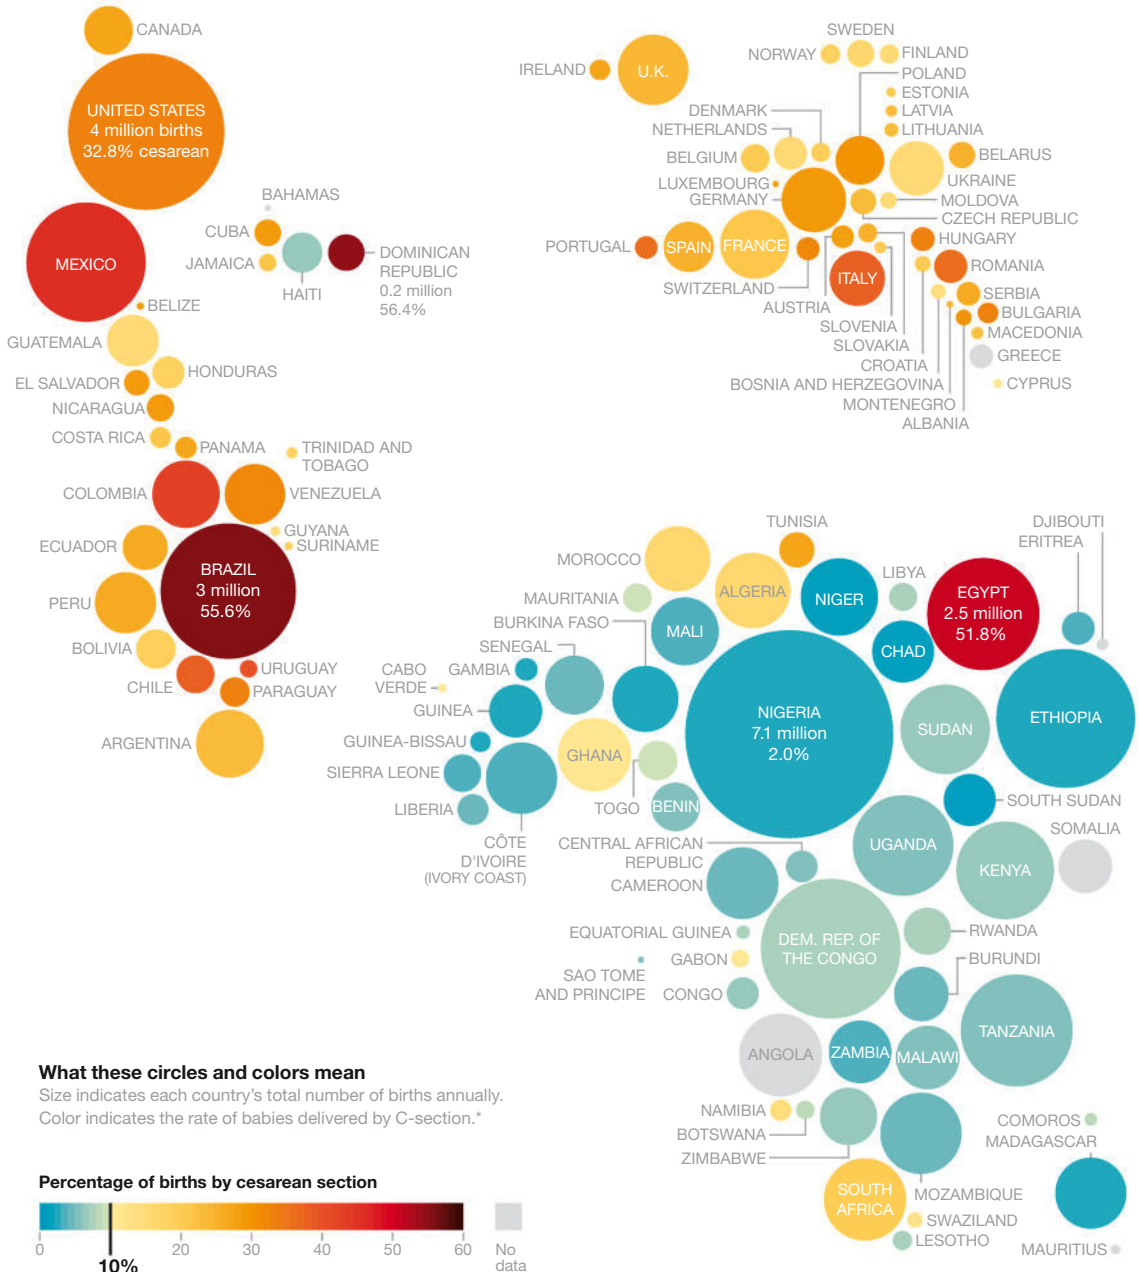 CANADA
UNITED STATES
4 million births
32.8% cesarean
MEXICO
BAHAMAS
CUBA
JAMAICA
HAITI
DOMINICAN
REPUBLIC
0.2 million
56.4%
BELIZE
GUATEMALA
HONDURAS
EL SALVADOR
NICARAGUA
COSTA RICA
PANAMA
TRINIDAD AND
TOBAGO
COLOMBIA
VENEZUELA
GUYANA
SURINAME
ECUADOR
BRAZIL
3 million
55.6%
PERU
BOLIVIA
CHILE
URUGUAY
PARAGUAY
ARGENTINA
IRELAND
U.K.
NORWAY
SWEDEN
FINLAND
POLAND
ESTONIA
LATVIA
LITHUANIA
DENMARK
NETHERLANDS
BELGIUM
BELARUS
LUXEMBOURG
GERMANY
UKRAINE
MOLDOVA
CZECH REPUBLIC
PORTUGAL
SPAIN
FRANCE
HUNGARY
ITALY
ROMANIA
SWITZERLAND
AUSTRIA
SERBIA
BULGARIA
SLOVENIA
MACEDONIA
SLOVAKIA
GREECE
CROATIA
BOSNIA AND HERZEGOVINA
CYPRUS
MONTENEGRO
ALBANIA
TUNISIA
DJIBOUTI
ERITREA
MOROCCO
ALGERIA
NIGER
LIBYA
EGYPT
2.5 million
51.8%
MAURITANIA
BURKINA FASO
MALI
CHAD
SENEGAL
CABO
VERDE
GAMBIA
GUINEA
NIGERIA
7.1 million
2.0%
SUDAN
ETHIOPIA
GUINEA-BISSAU
GHANA
SIERRA LEONE
LIBERIA
TOGO
BENIN
SOUTH SUDAN
CÔTE
D'IVOIRE
(IVORY COAST)
CENTRAL AFRICAN
REPUBLIC
CAMEROON
UGANDA
KENYA
SOMALIA
EQUATORIAL GUINEA
DEM. REP. OF
THE CONGO
RWANDA
GABON
BURUNDI
SAO TOME
AND PRINCIPE
CONGO
TANZANIA
ANGOLA
ZAMBIA
MALAWI
NAMIBIA
BOTSWANA
ZIMBABWE
COMOROS
MADAGASCAR
SOUTH
AFRICA
MOZAMBIQUE
SWAZILAND
LESOTHO
MAURITIUS
What these circles and colors mean
Size indicates each country's total number of births annually.
Color indicates the rate of babies delivered by C-section.*
Percentage of births by cesarean section
0 10% 20 30 40 50 60 No
data